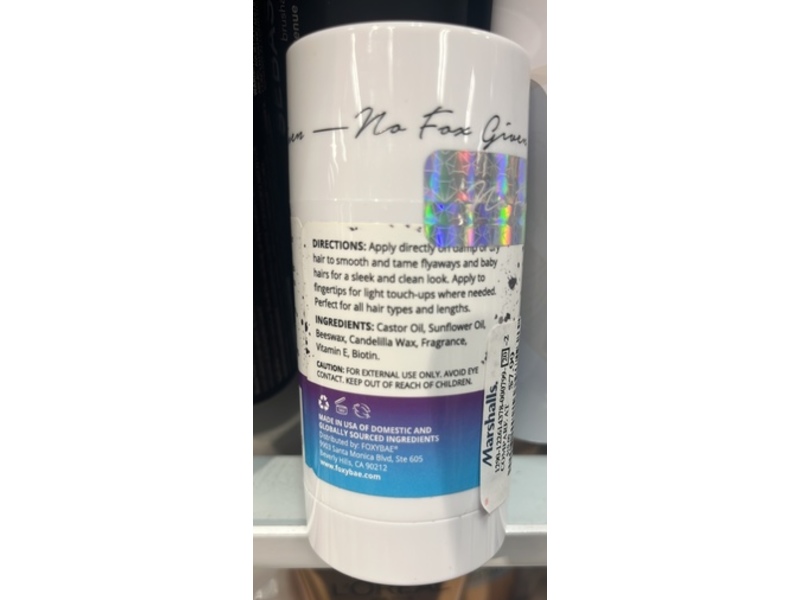 — No Fox Given
DIRECTIONS: Apply directly on damp or dry
hair to smooth and tame flyaways and baby
hairs for a sleek and clean look. Apply to
fingertips for light touch-ups where needed.
Perfect for all hair types and lengths.
INGREDIENTS: Castor Oil, Sunflower Oil,
Beeswax, Candelilla Wax, Fragrance,
Vitamin E, Biotin.
CAUTION: FOR EXTERNAL USE ONLY. AVOID EYE
CONTACT. KEEP OUT OF REACH OF CHILDREN.
MADE IN USA OF DOMESTIC AND
GLOBALLY SOURCED INGREDIENTS
Distributed by: FOXYBAE
9903 Santa Monica Blvd, Ste 605
Beverly Hills, CA 90212
www.foxybae.com
Marshalls.
COMPARE AT
$7.99